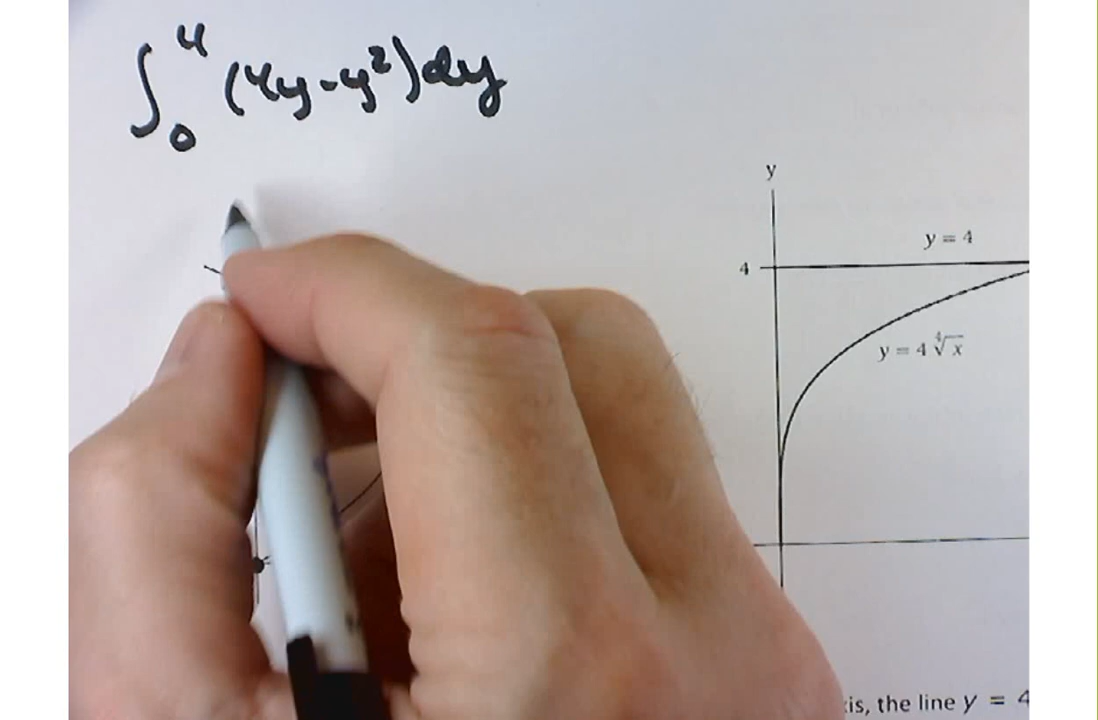 ∫₀⁴ (4y-y²)dy
y
y = 4
4
y = 4 ∜x
is, the line y = 4